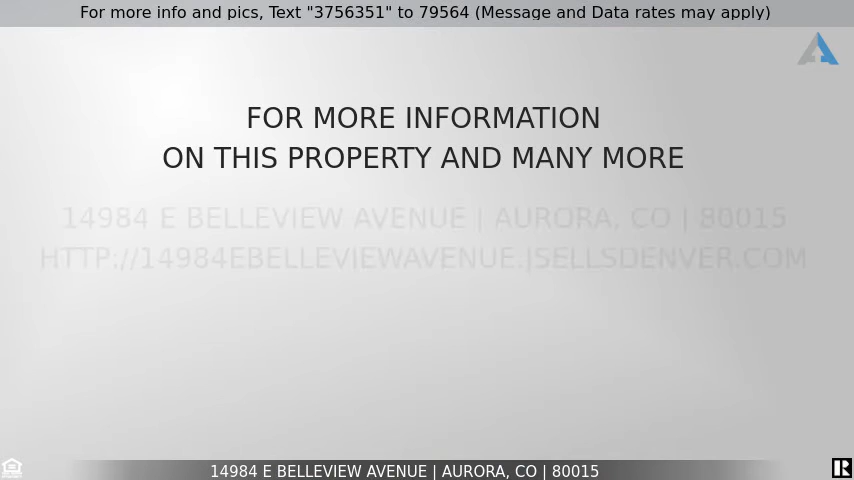 For more info and pics, Text "3756351" to 79564 (Message and Data rates may apply)
FOR MORE INFORMATION
ON THIS PROPERTY AND MANY MORE
14984 E BELLEVIEW AVENUE | AURORA, CO | 80015
HTTP://14984EBELLEVIEWAVENUE.JSELLSDENVER.COM
14984 E BELLEVIEW AVENUE | AURORA, CO | 80015